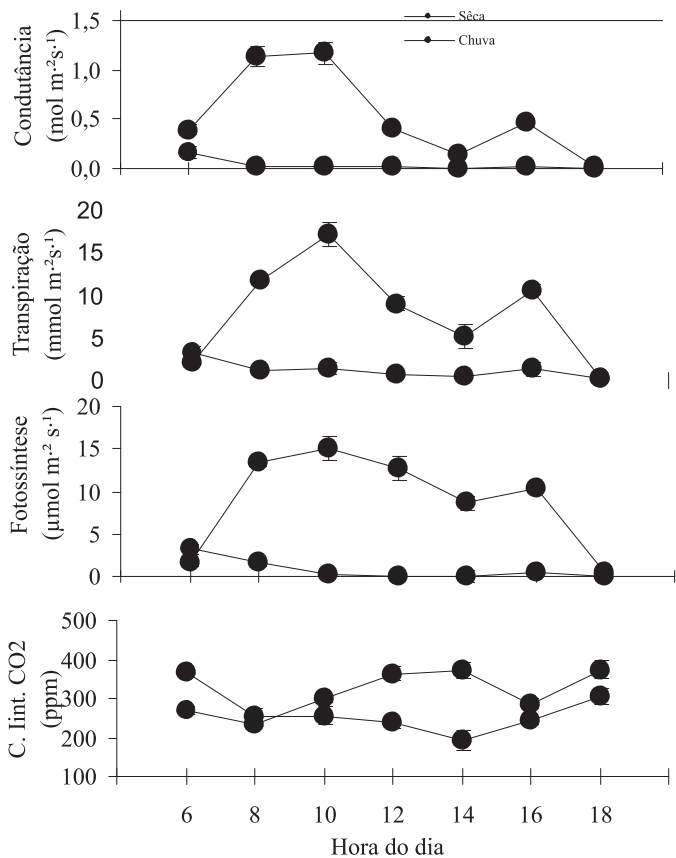 Sêca
Chuva
Condutância
(mol m-²s-¹)
1,5
1,0
0,5
0,0
Transpiração
(mmol m-²s-¹)
20
15
10
5
0
Fotossíntese
(µmol m-² s-¹)
20
15
10
5
0
C. Iint. CO2
(ppm)
500
400
300
200
100
6 8 10 12 14 16 18
Hora do dia